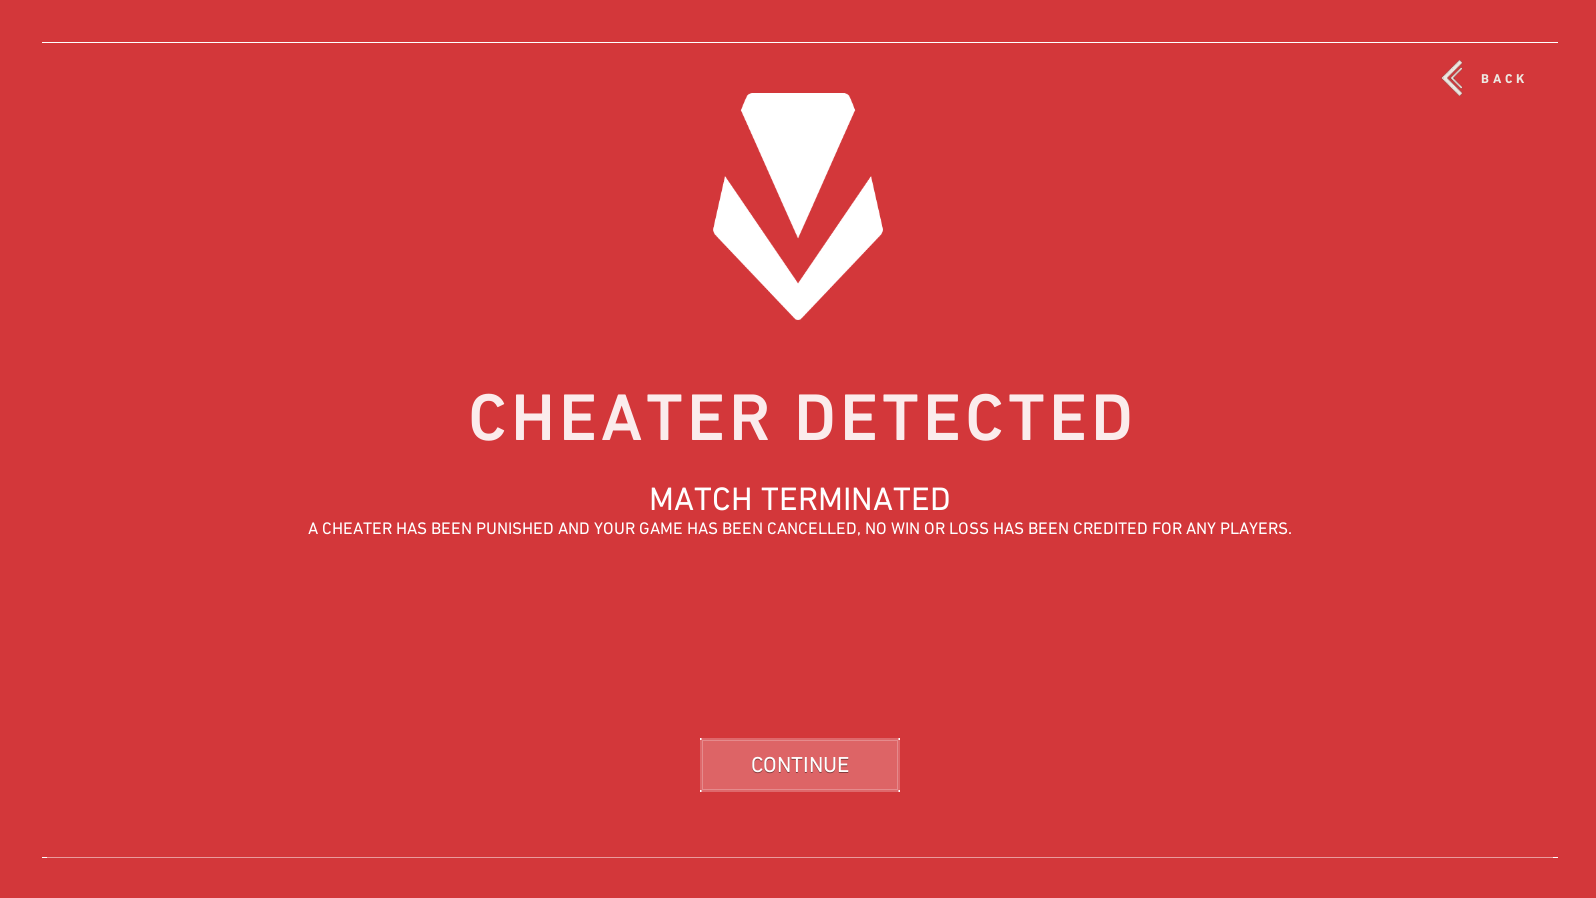 BACK
CHEATER DETECTED
MATCH TERMINATED
A CHEATER HAS BEEN PUNISHED AND YOUR GAME HAS BEEN CANCELLED, NO WIN OR LOSS HAS BEEN CREDITED FOR ANY PLAYERS.
CONTINUE